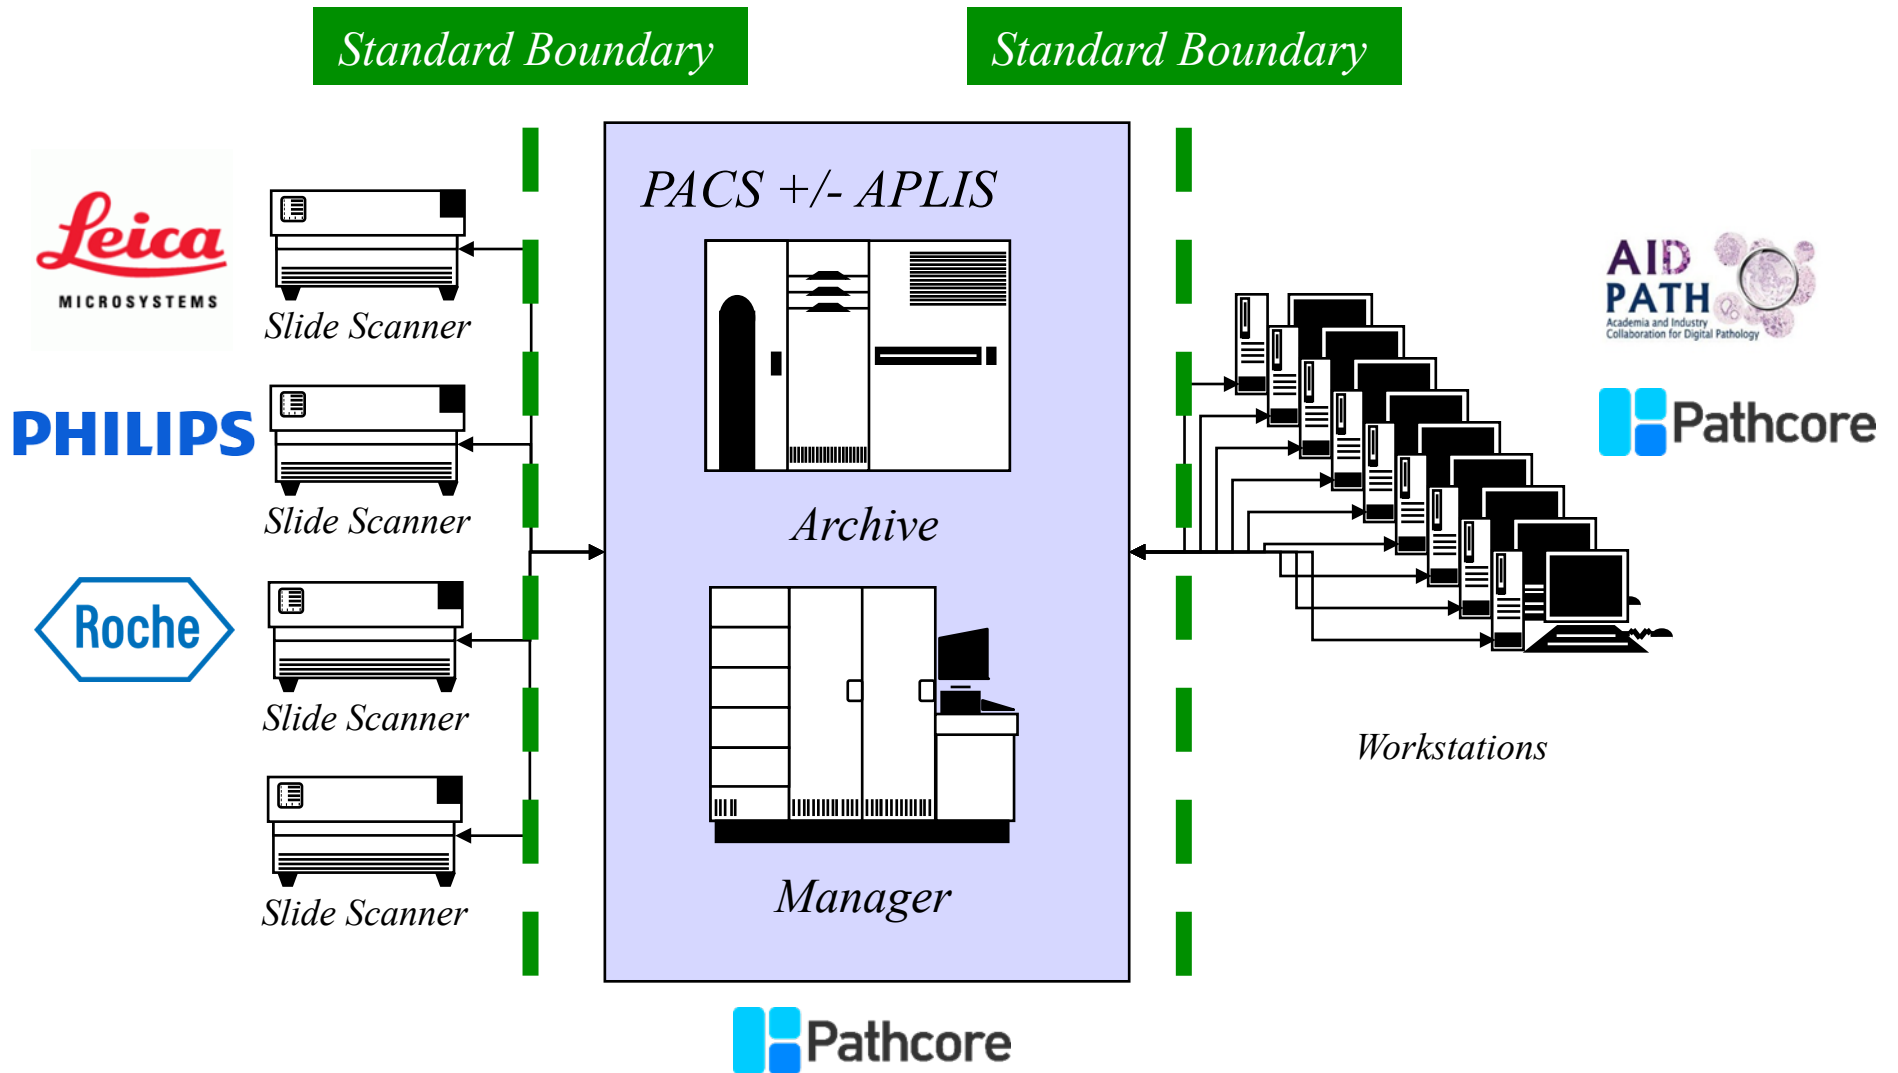 Standard Boundary
Standard Boundary
PACS +/- APLIS
Leica
MICROSYSTEMS
Slide Scanner
PHILIPS
Slide Scanner
Roche
Slide Scanner
Slide Scanner
Archive
Manager
AID
PATH
Academia and Industry
Collaboration for Digital Pathology
Pathcore
Workstations
Pathcore